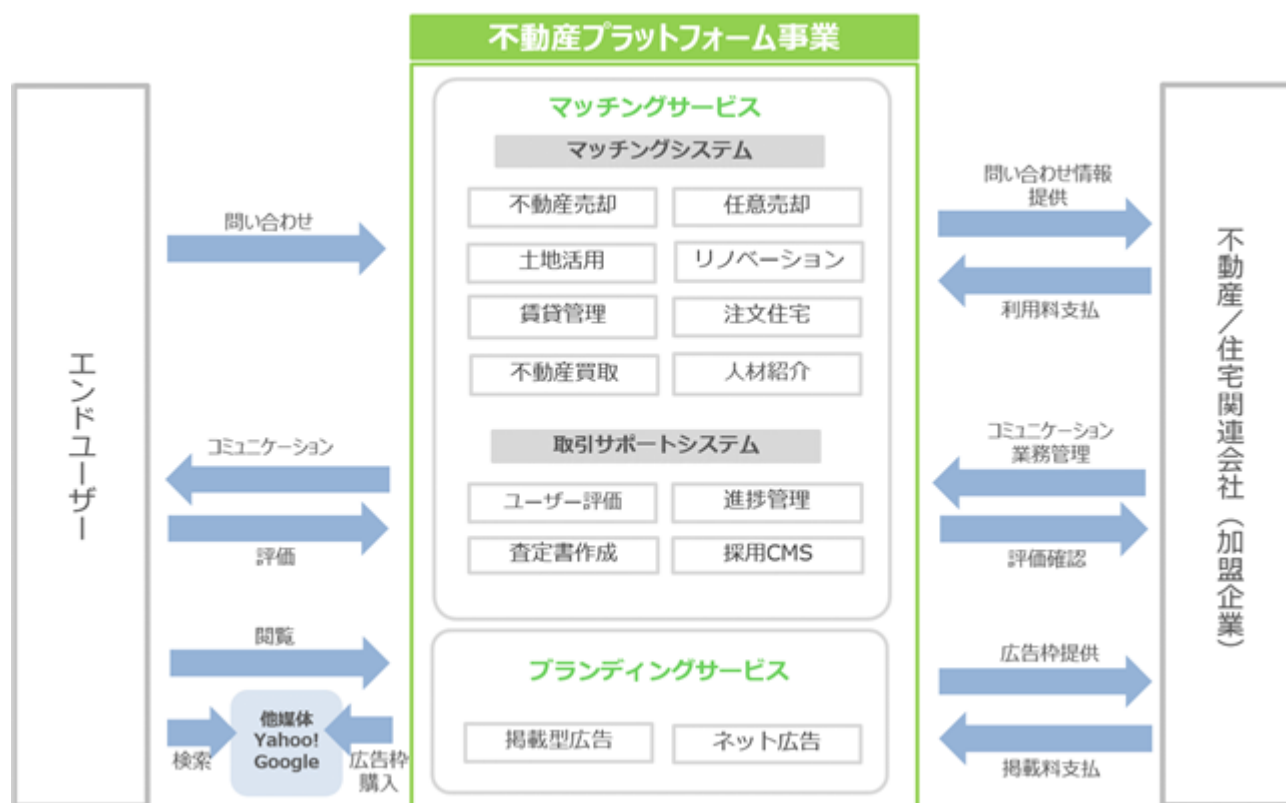 不動産プラットフォーム事業
マッチングサービス
マッチングシステム
不動産売却
任意売却
土地活用
リノベーション
賃貸管理
注文住宅
不動産買取
人材紹介
取引サポートシステム
ユーザー評価
進捗管理
査定書作成
採用CMS
ブランディングサービス
掲載型広告
ネット広告
エンドユーザー
問い合わせ
コミュニケーション
評価
閲覧
検索
他媒体
Yahoo!
Google
広告枠
購入
問い合わせ情報
提供
利用料支払
コミュニケーション
業務管理
評価確認
広告枠提供
掲載料支払
不動産/住宅関連会社(加盟企業)